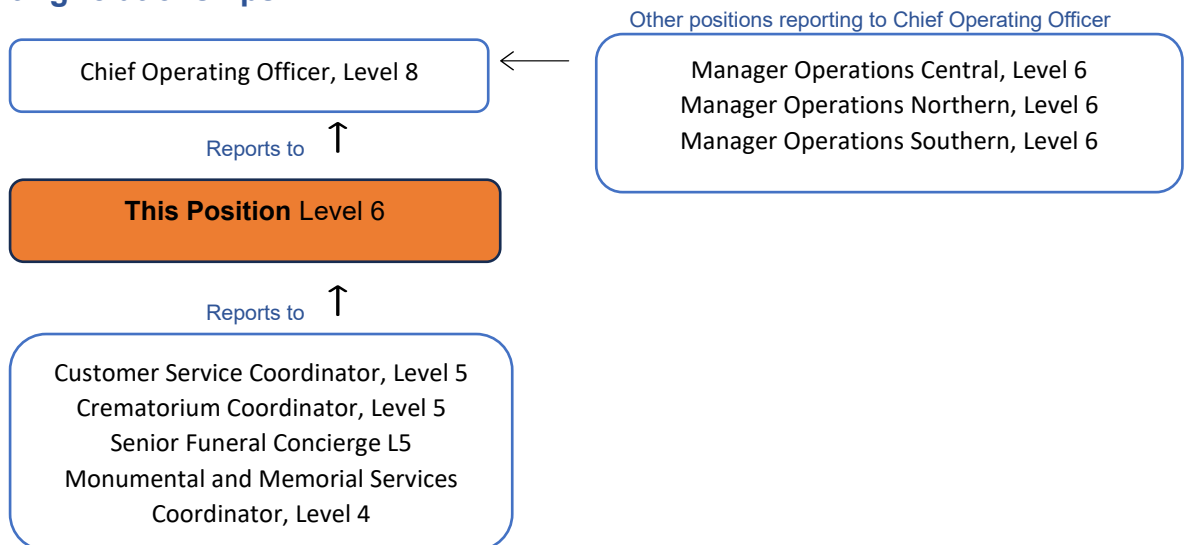 Other positions reporting to Chief Operating Officer
Chief Operating Officer, Level 8
Manager Operations Central, Level 6
Manager Operations Northern, Level 6
Manager Operations Southern, Level 6
Reports to
This Position Level 6
Reports to
Customer Service Coordinator, Level 5
Crematorium Coordinator, Level 5
Senior Funeral Concierge L5
Monumental and Memorial Services
Coordinator, Level 4